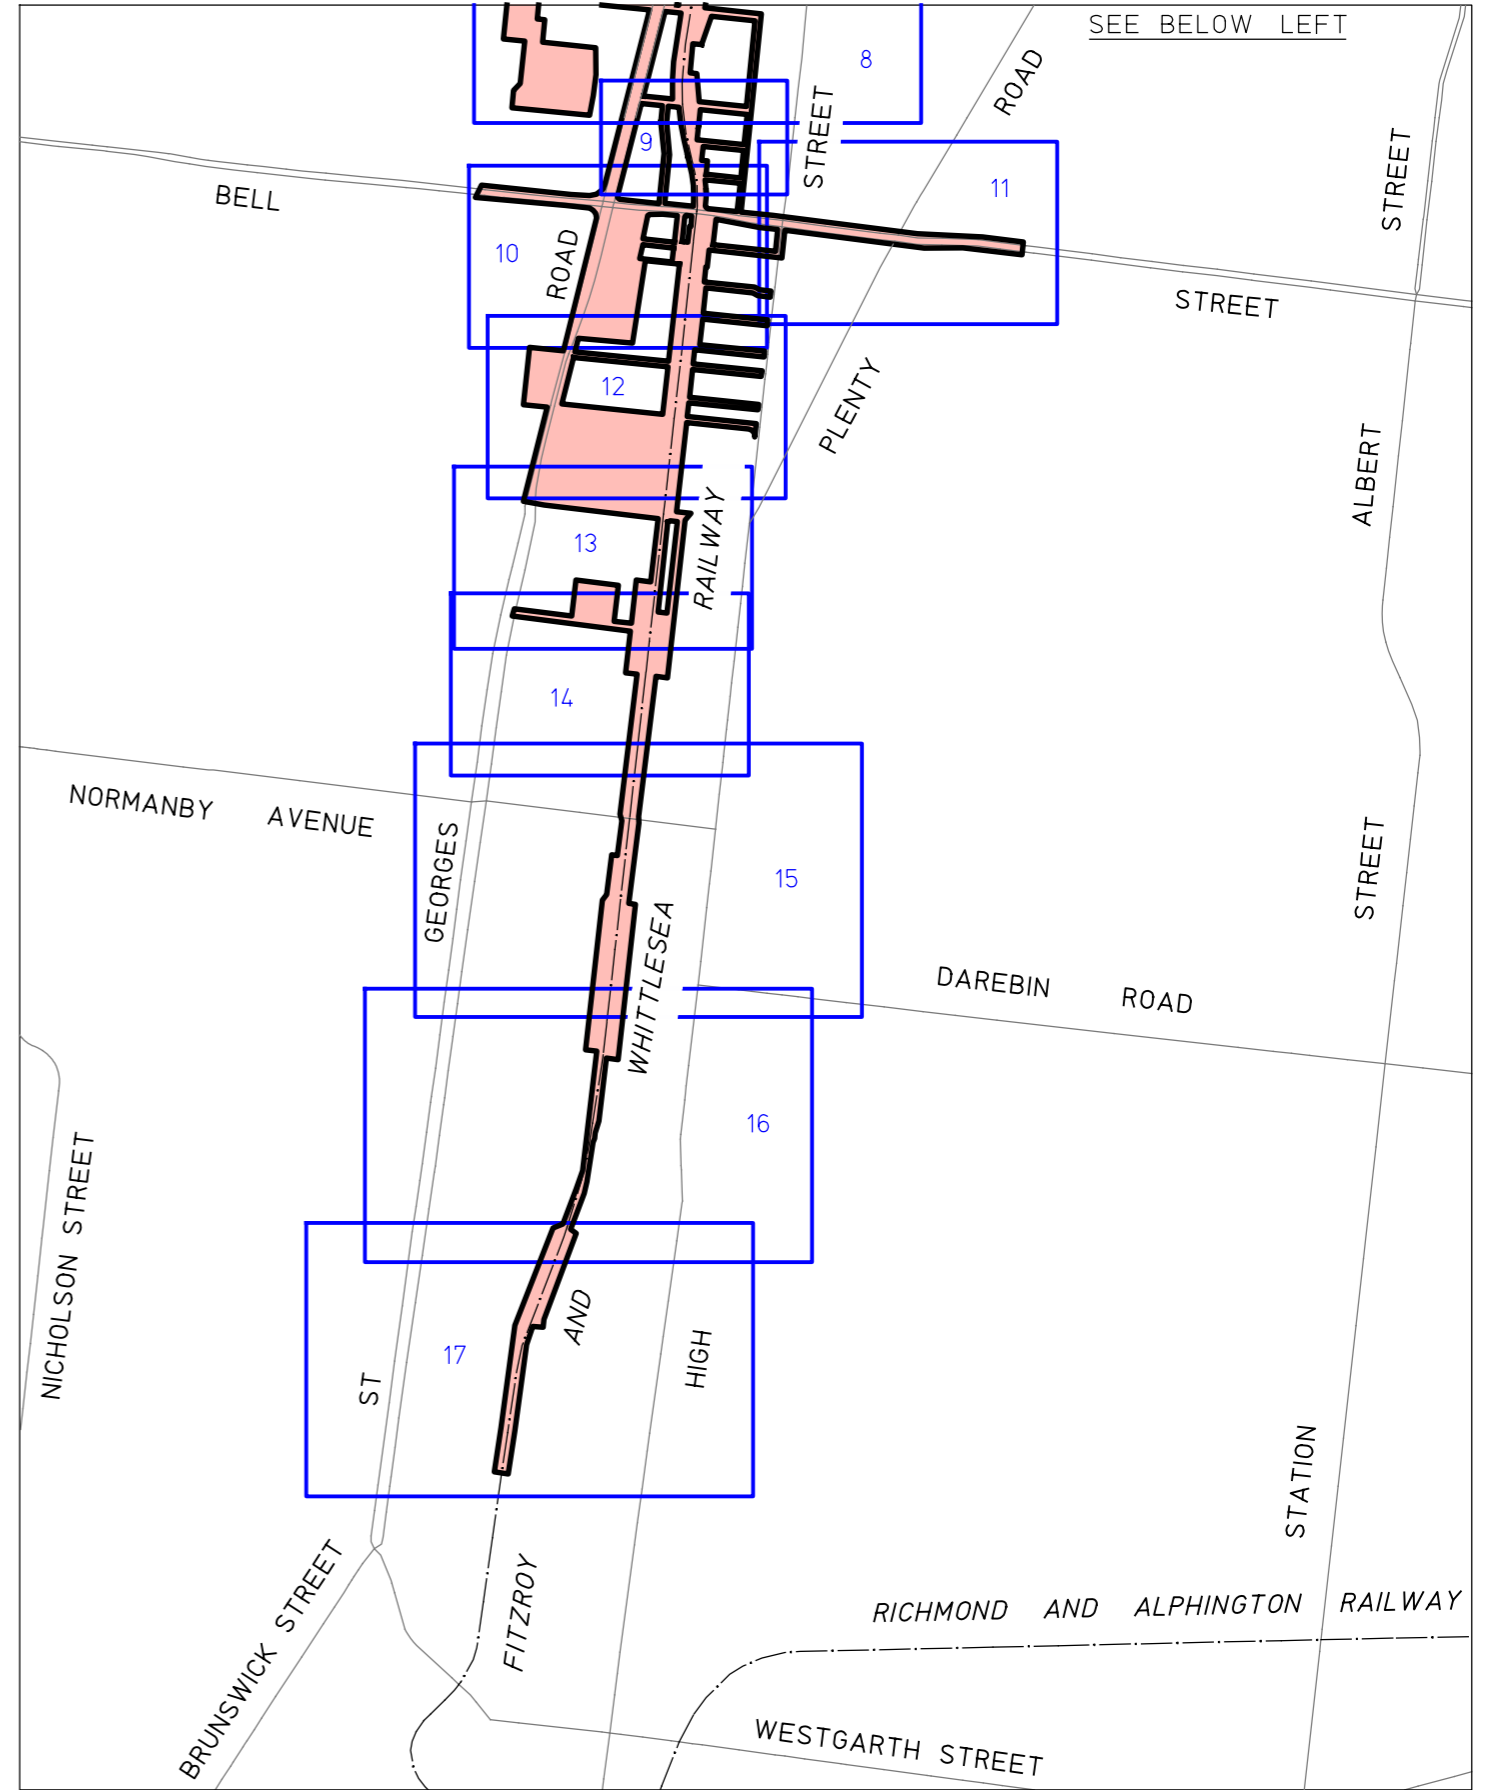 SEE BELOW LEFT
8
ROAD
STREET
STREET
9
11
BELL
10
ROAD
STREET
12
PLENTY
ALBERT
13
RAILWAY
14
NORMANBY AVENUE
GEORGES
15
STREET
WHITTLESEA
DAREBIN ROAD
16
NICHOLSON STREET
AND
HIGH
17
ST
STATION
BRUNSWICK STREET
FITZROY
RICHMOND AND ALPHINGTON RAILWAY
WESTGARTH STREET